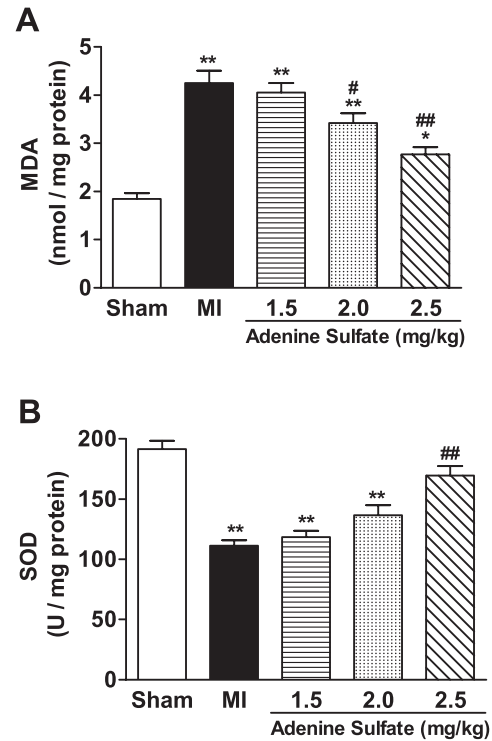 A
MDA
(nmol / mg protein)
5
4
3
2
1
0
**
**
#
**
##
*
Sham MI 1.5 2.0 2.5
Adenine Sulfate (mg/kg)
B
SOD
(U / mg protein)
200
150
100
50
0
**
**
**
##
Sham MI 1.5 2.0 2.5
Adenine Sulfate (mg/kg)